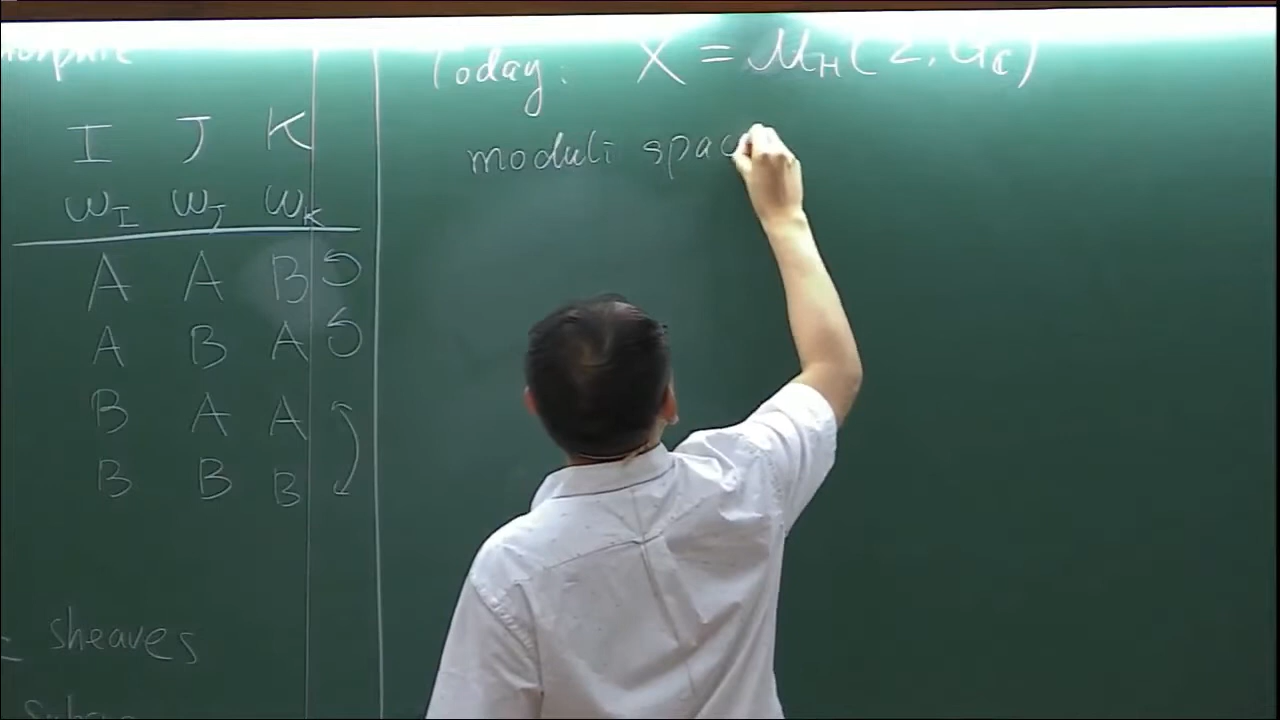 I J K
ω_I ω_J ω_K
A A B
A B A
B A A
B B B
sheaves
Today: X = M_H(Σ, G_C)
moduli spac